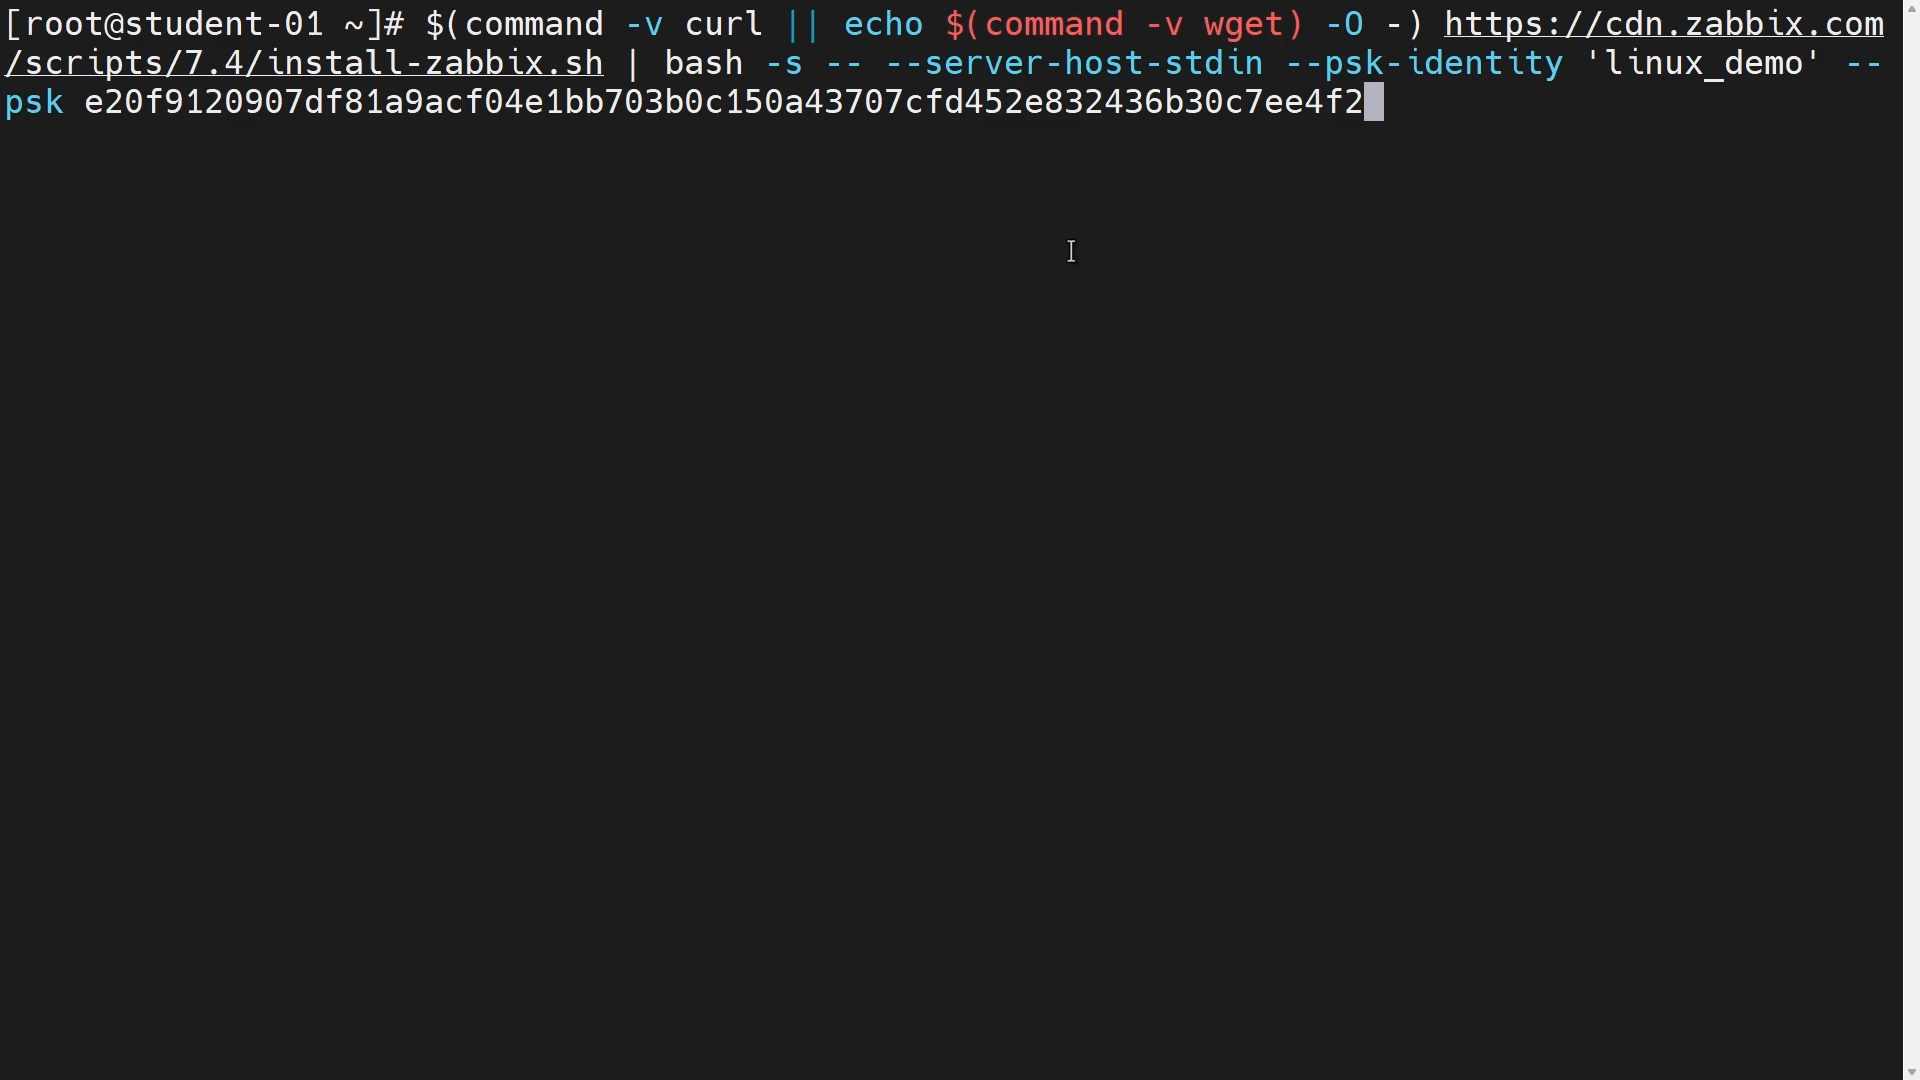 [root@student-01 ~]# $(command -v curl || echo $(command -v wget) -O -) https://cdn.zabbix.com
/scripts/7.4/install-zabbix.sh | bash -s -- --server-host-stdin --psk-identity 'linux_demo' --
psk e20f9120907df81a9acf04e1bb703b0c150a43707cfd452e832436b30c7ee4f2